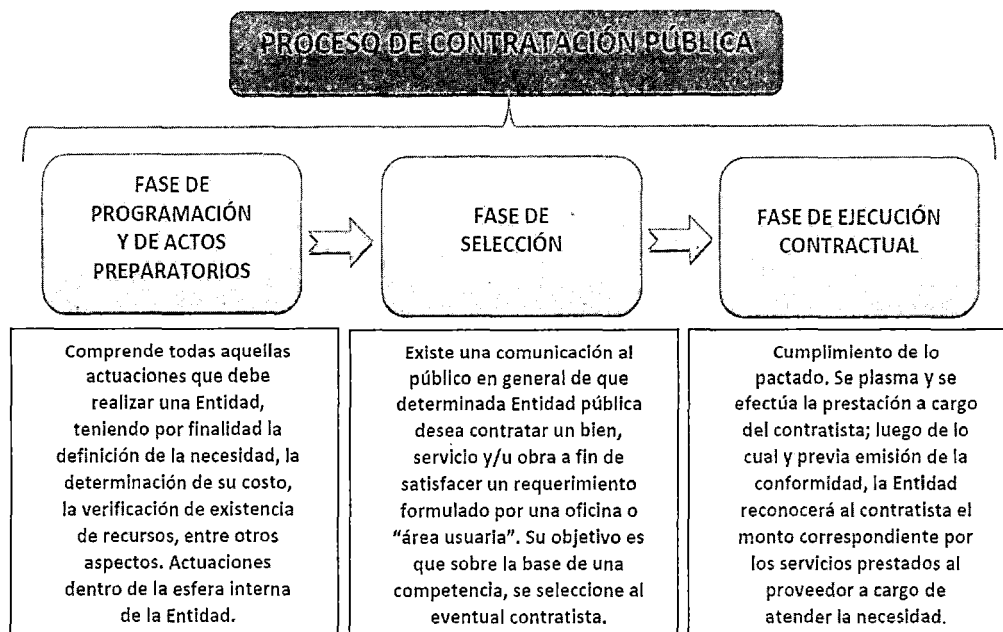 PROCESO DE CONTRATACIÓN PÚBLICA
FASE DE
PROGRAMACIÓN
Y DE ACTOS
PREPARATORIOS
FASE DE
SELECCIÓN
FASE DE EJECUCIÓN
CONTRACTUAL
Comprende todas aquellas
actuaciones que debe
realizar una Entidad,
teniendo por finalidad la
definición de la necesidad, la
determinación de su costo,
la verificación de existencia
de recursos, entre otros
aspectos. Actuaciones
dentro de la esfera interna
de la Entidad.
Existe una comunicación al
público en general de que
determinada Entidad pública
desea contratar un bien,
servicio y/u obra a fin de
satisfacer un requerimiento
formulado por una oficina o
“área usuaria”. Su objetivo es
que sobre la base de una
competencia, se seleccione al
eventual contratista.
Cumplimiento de lo
pactado. Se plasma y se
efectúa la prestación a cargo
del contratista; luego de lo
cual y previa emisión de la
conformidad, la Entidad
reconocerá al contratista el
monto correspondiente por
los servicios prestados al
proveedor a cargo de
atender la necesidad.